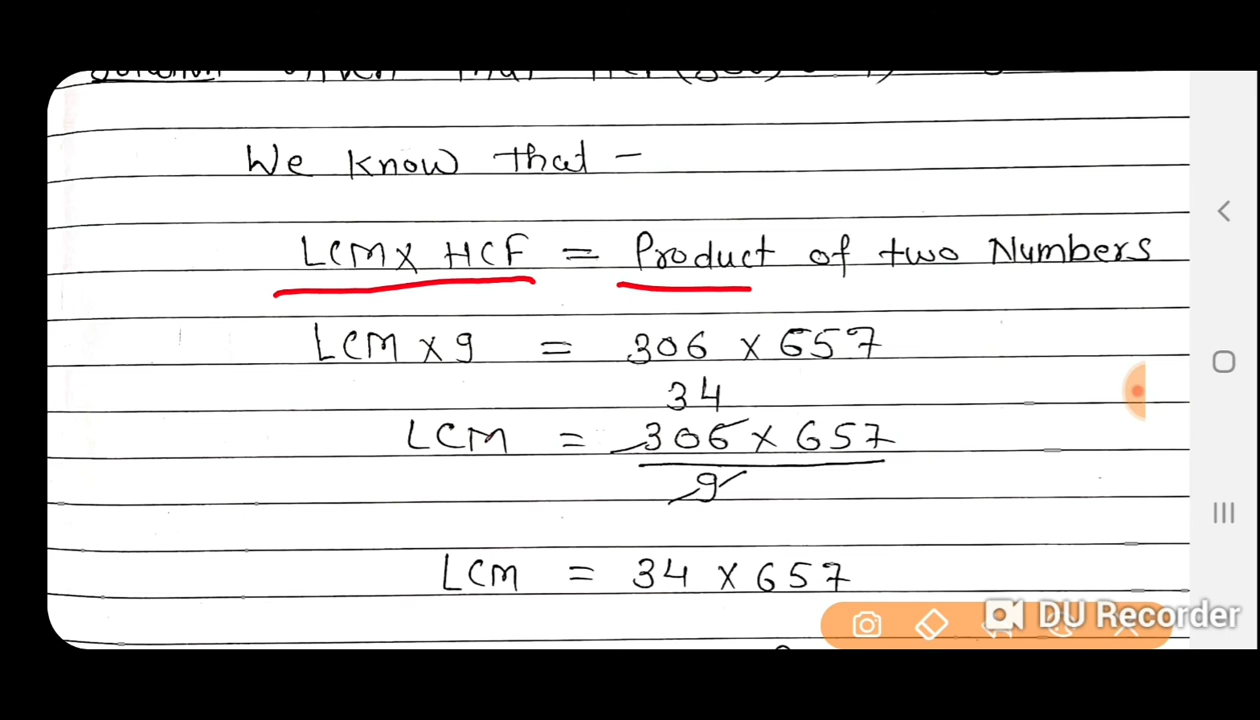 We know that -
LCM x HCF = Product of two Numbers
LCM x 9 = 306 x 657
34
LCM = 306 x 657
9
LCM = 34 x 657
DU Recorder